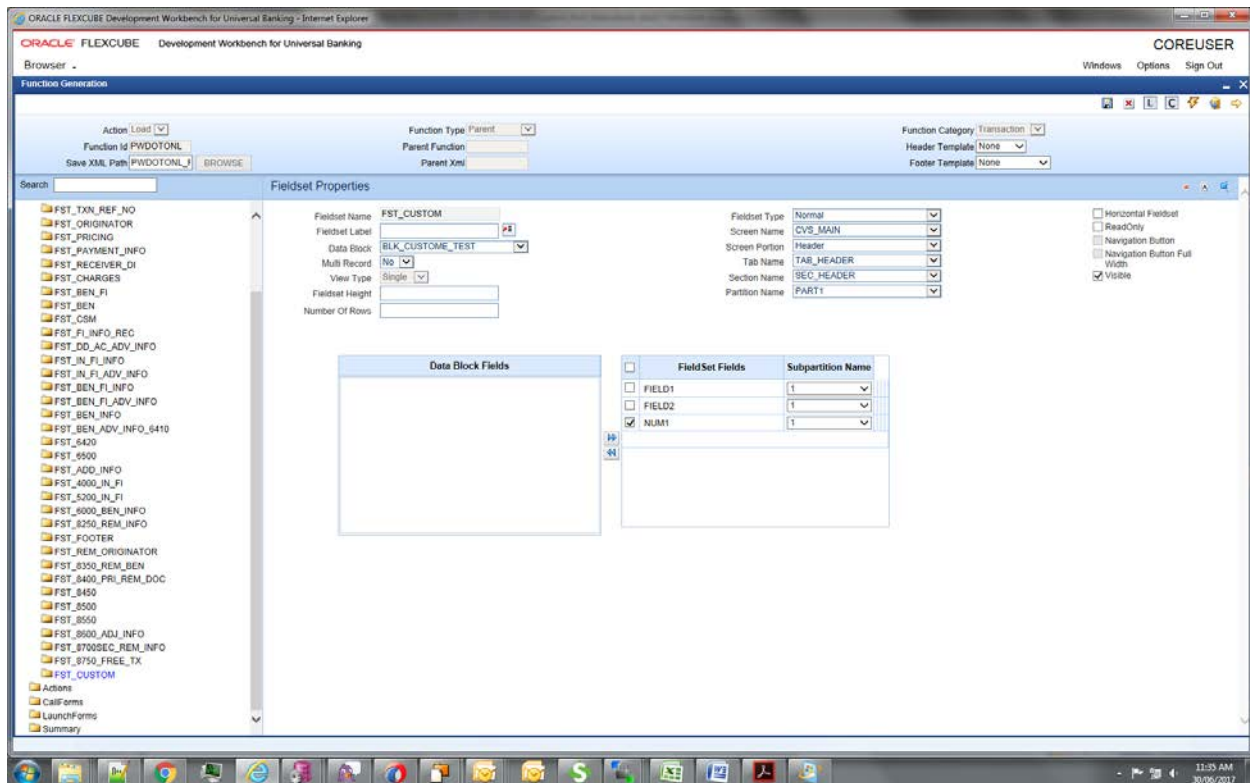 ORACLE FLEXCUBE Development Workbench for Universal Banking - Internet Explorer
ORACLE FLEXCUBE Development Workbench for Universal Banking
COREUSER
Browser
Windows Options Sign Out
Function Generation
L C
Action Load
Function Type Parent
Function Category Transaction
Function Id PWDOTONL
Parent Function
Header Template None
Save XML Path PWDOTONL_ BROWSE
Parent Xml
Footer Template None
Search
Fieldset Properties
FST_TXN_REF_NO
FST_ORIGINATOR
FST_PRICING
FST_PAYMENT_INFO
FST_RECEIVER_DI
FST_CHARGES
FST_BEN_FI
FST_BEN
FST_CSM
FST_FI_INFO_REC
FST_DD_AC_ADV_INFO
FST_IN_FI_INFO
FST_IN_FI_ADV_INFO
FST_BEN_FI_INFO
FST_BEN_FI_ADV_INFO
FST_BEN_INFO
FST_BEN_ADV_INFO_6410
FST_6420
FST_6500
FST_ADD_INFO
FST_4000_IN_FI
FST_5200_IN_FI
FST_6000_BEN_INFO
FST_8250_REM_INFO
FST_FOOTER
FST_REM_ORIGINATOR
FST_8350_REM_BEN
FST_8400_PRI_REM_DOC
FST_8450
FST_8500
FST_8550
FST_8600_ADJ_INFO
FST_8700SEC_REM_INFO
FST_8750_FREE_TX
FST_CUSTOM
Actions
CallForms
LaunchForms
Summary
Fieldset Name FST_CUSTOM
Fieldset Label
Data Block BLK_CUSTOME_TEST
Multi Record No
View Type Single
Fieldset Height
Number Of Rows
Fieldset Type Normal
Screen Name CVS_MAIN
Screen Portion Header
Tab Name TAB_HEADER
Section Name SEC_HEADER
Partition Name PART1
Horizontal Fieldset
ReadOnly
Navigation Button
Navigation Button Full
Width
Visible
Data Block Fields
FieldSet Fields Subpartition Name
FIELD1 1
FIELD2 1
NUM1 1
11:35 AM
30/06/2017